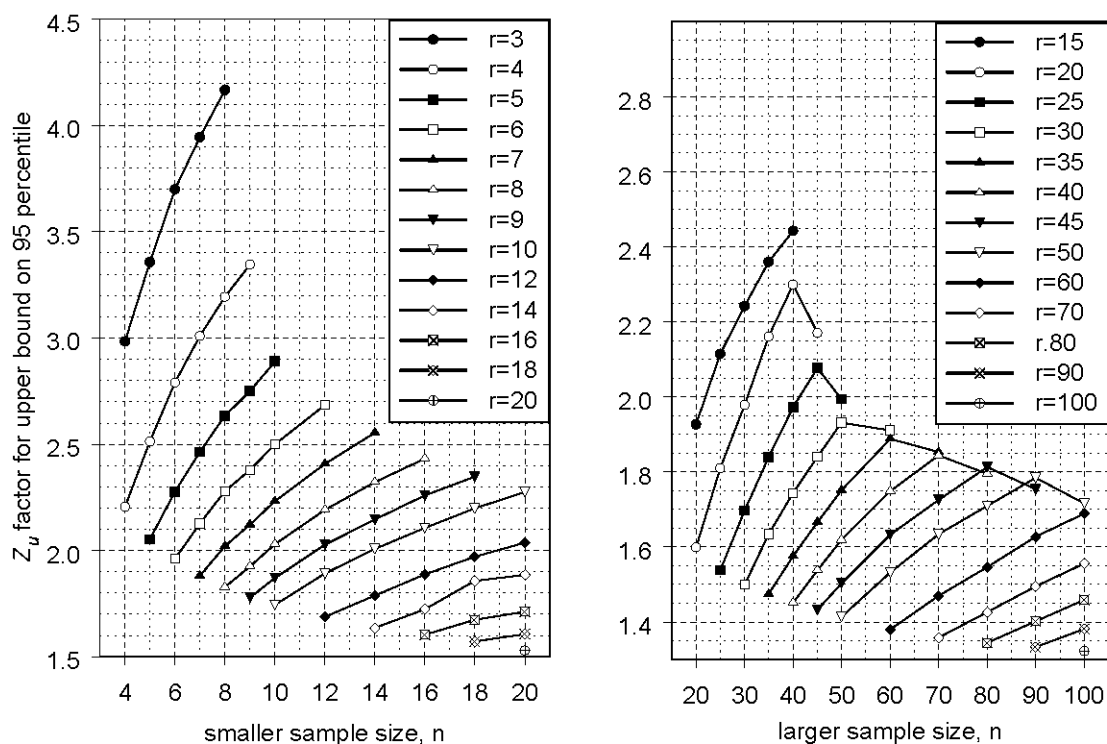 Z_u factor for upper bound on 95 percentile
4.5
4.0
3.5
3.0
2.5
2.0
1.5
4 6 8 10 12 14 16 18 20
smaller sample size, n
r=3
r=4
r=5
r=6
r=7
r=8
r=9
r=10
r=12
r=14
r=16
r=18
r=20
2.8
2.6
2.4
2.2
2.0
1.8
1.6
1.4
20 30 40 50 60 70 80 90 100
larger sample size, n
r=15
r=20
r=25
r=30
r=35
r=40
r=45
r=50
r=60
r=70
r.80
r=90
r=100